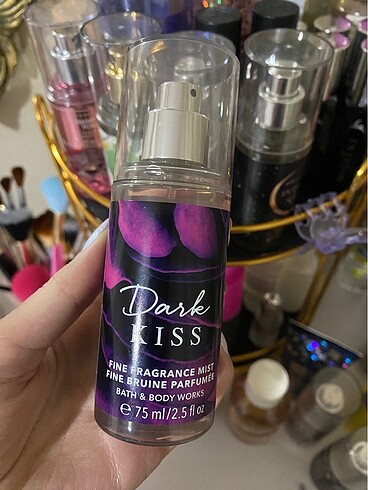 Dark
KISS
FINE FRAGRANCE MIST
FINE BRUINE PARFUMÉE
BATH & BODY WORKS
℮ 75 ml/2.5 fl oz